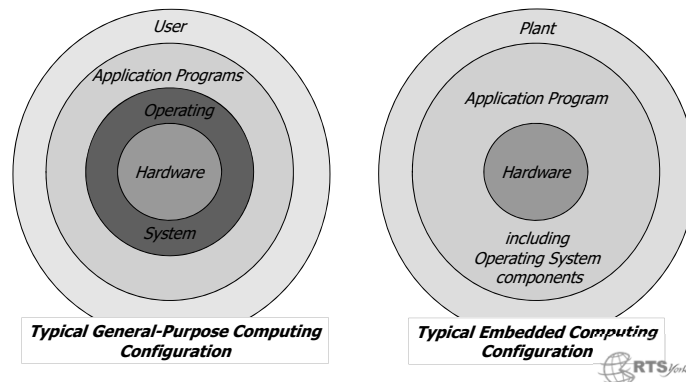 User
Application Programs
Operating
Hardware
System
Typical General-Purpose Computing
Configuration
Plant
Application Program
Hardware
including
Operating System
components
Typical Embedded Computing
Configuration
RTS York